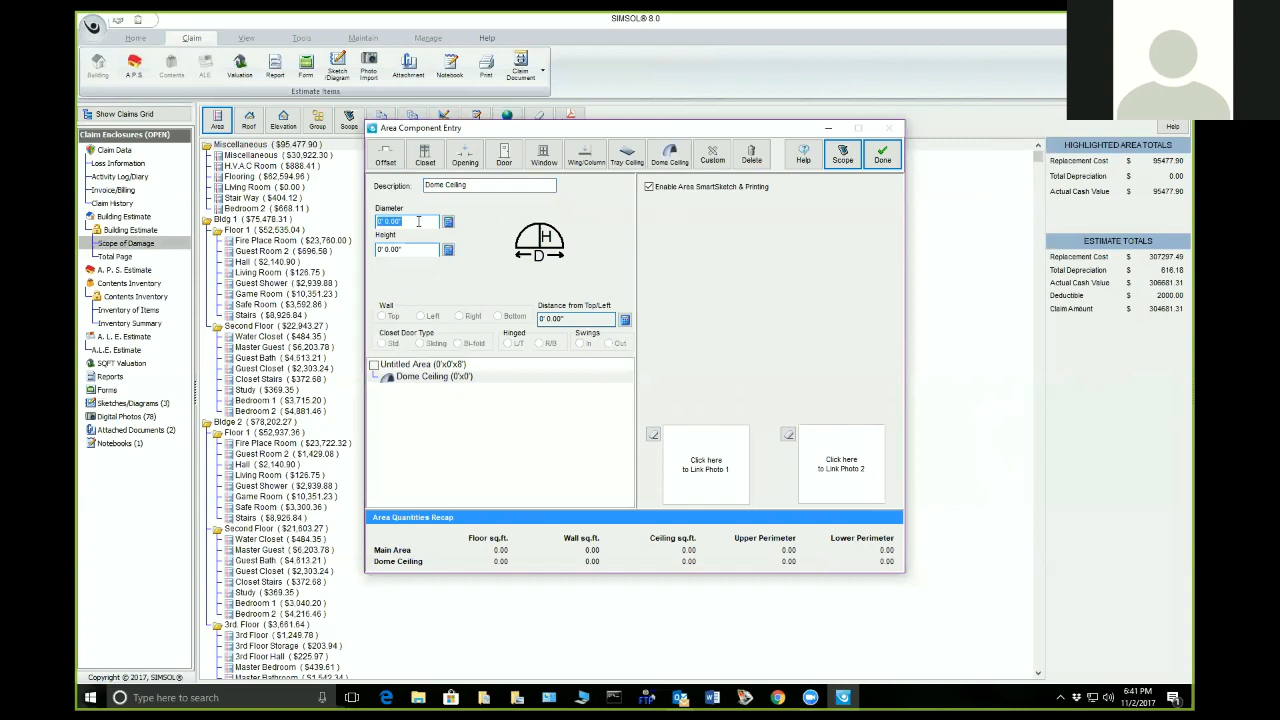 SIMSOL® 8.0
Home Claim View Tools Maintain Manage Help
Building A.P.S. Contents ALE Valuation Report Form Sketch/Diagram Photo Import Attachment Notebook Print Claim Document
Estimate Items
Show Claims Grid
Claim Enclosures (OPEN)
Claim Data
Loss Information
Activity Log/Diary
Invoice/Billing
Claim History
Building Estimate
Building Estimate
Scope of Damage
Total Page
A. P. S. Estimate
Contents Inventory
Contents Inventory
Inventory of Items
Inventory Summary
A. L. E. Estimate
A.L.E. Estimate
SQFT Valuation
Reports
Forms
Sketches/Diagrams (3)
Digital Photos (78)
Attached Documents (2)
Notebooks (1)
Copyright © 2017, SIMSOL®
Area Roof Elevation Group Scope
Help
Miscellaneous ($95,477.90)
Miscellaneous ($30,922.30)
H.V.A.C Room ($888.41)
Flooring ($62,594.96)
Living Room ($0.00)
Stair Way ($404.12)
Bedroom 2 ($668.11)
Bldg 1 ($75,478.31)
Floor 1 ($52,535.04)
Fire Place Room ($23,760.00)
Guest Room 2 ($696.58)
Hall ($2,140.90)
Living Room ($126.75)
Guest Shower ($2,939.88)
Game Room ($10,351.23)
Safe Room ($3,592.86)
Stairs ($8,926.84)
Second Floor ($22,943.27)
Water Closet ($484.35)
Master Guest ($6,203.78)
Guest Bath ($4,613.21)
Guest Closet ($2,303.24)
Closet Stairs ($372.68)
Study ($369.35)
Bedroom 1 ($3,715.20)
Bedroom 2 ($4,881.46)
Bldge 2 ($78,202.27)
Floor 1 ($52,937.36)
Fire Place Room ($23,722.32)
Guest Room 2 ($1,429.08)
Hall ($2,140.90)
Living Room ($126.75)
Guest Shower ($2,939.88)
Game Room ($10,351.23)
Safe Room ($3,300.36)
Stairs ($8,926.84)
Second Floor ($21,603.27)
Water Closet ($484.35)
Master Guest ($6,203.78)
Guest Bath ($4,613.21)
Guest Closet ($2,303.24)
Closet Stairs ($372.68)
Study ($369.35)
Bedroom 1 ($3,040.20)
Bedroom 2 ($4,216.46)
3rd. Floor ($3,661.64)
3rd Floor ($1,249.78)
3rd Floor Storage ($203.94)
3rd Floor Hall ($225.97)
Master Bedroom ($439.61)
Master Bathroom ($1,542.34)
Area Component Entry
Offset Closet Opening Door Window Wing/Column Tray Ceiling Dome Ceiling Custom Delete Help Scope Done
Description: Dome Ceiling
Diameter
0' 0.00"
Height
0' 0.00"
H
D
Wall
Top Left Right Bottom
Distance from Top/Left
0' 0.00"
Closet Door Type
Std Sliding Bi-fold
Hinged
L/T R/B
Swings
In Out
Untitled Area (0'x0'x8')
Dome Ceiling (0'x0')
Enable Area SmartSketch & Printing
Click here
to Link Photo 1
Click here
to Link Photo 2
Area Quantities Recap
Floor sq.ft. Wall sq.ft. Ceiling sq.ft. Upper Perimeter Lower Perimeter
Main Area 0.00 0.00 0.00 0.00 0.00
Dome Ceiling 0.00 0.00 0.00 0.00 0.00
HIGHLIGHTED AREA TOTALS
Replacement Cost $ 95477.90
Total Depreciation $ 0.00
Actual Cash Value $ 95477.90
ESTIMATE TOTALS
Replacement Cost $ 307297.49
Total Depreciation $ 616.18
Actual Cash Value $ 306681.31
Deductible $ 2000.00
Claim Amount $ 304681.31
Type here to search
6:41 PM
11/2/2017